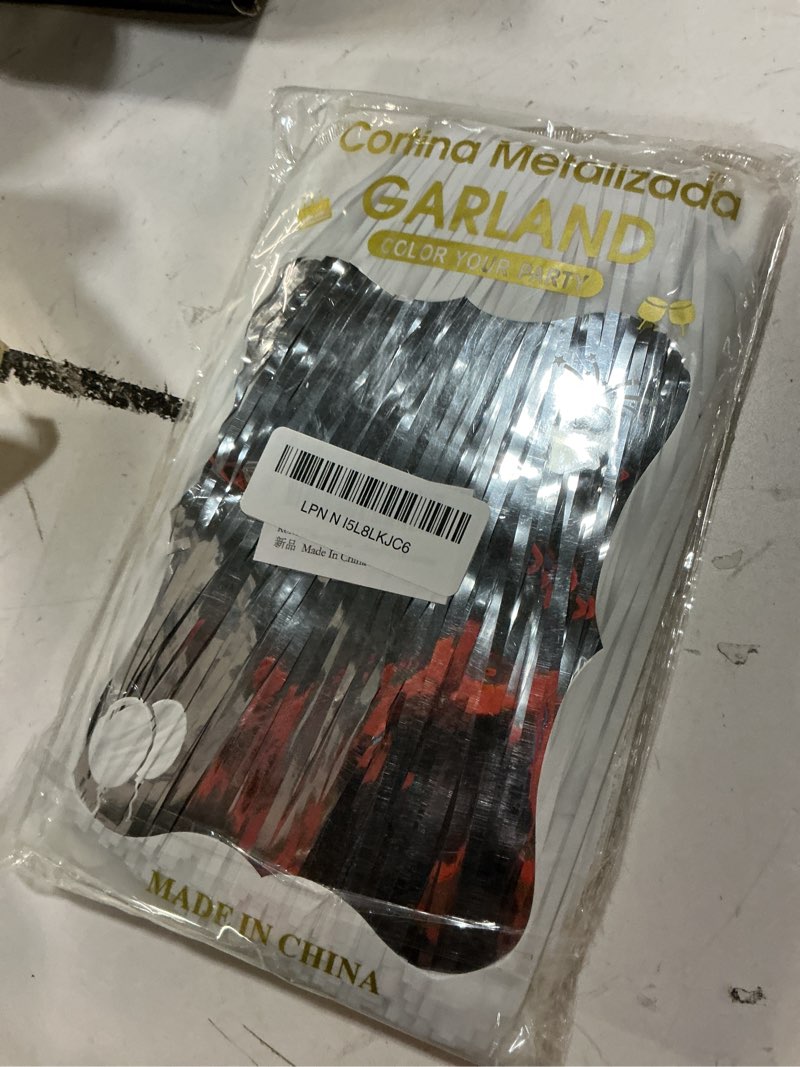 Cortina Metalizada
GARLAND
COLOR YOUR PARTY
LPN N I5L8LKJC6
新品 Made In China
MADE IN CHINA